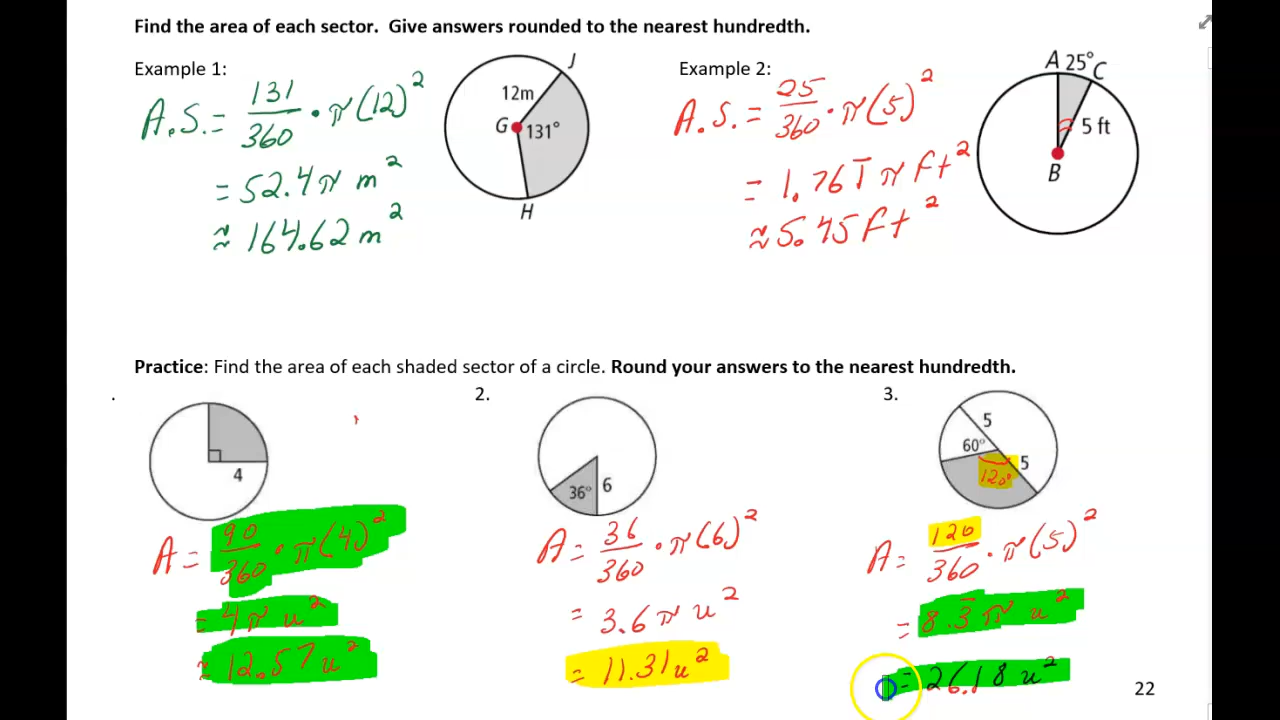 Find the area of each sector. Give answers rounded to the nearest hundredth.
Example 1:
A.S. = 131/360 · π(12)²
= 52.4π m²
≈ 164.62 m²
J
12m
G
131°
H
Example 2:
A.S. = 25/360 · π(5)²
= 1.761̅ π ft²
≈ 5.45 ft²
A 25° C
5 ft
B
Practice: Find the area of each shaded sector of a circle. Round your answers to the nearest hundredth.
.
4
A = 90/360 · π(4)²
= 4π u²
≈ 12.57 u²
2.
36° 6
A = 36/360 · π(6)²
= 3.6π u²
= 11.31 u²
3.
5
60°
5
120°
A = 120/360 · π(5)²
= 8.3̅ π u²
= 26.18 u²
22